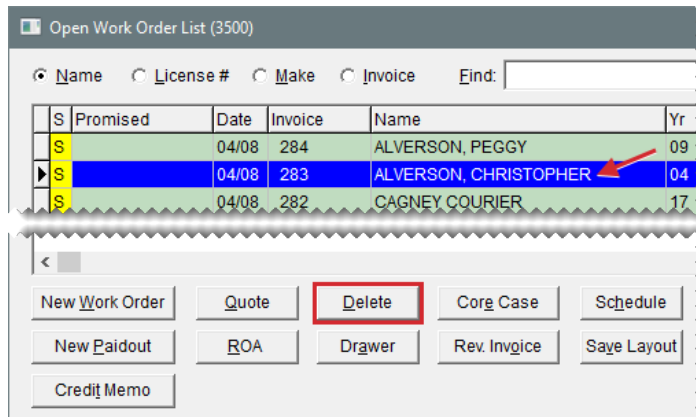 Open Work Order List (3500)
Name License # Make Invoice Find:
S Promised Date Invoice Name Yr
S 04/08 284 ALVERSON, PEGGY 09
S 04/08 283 ALVERSON, CHRISTOPHER 04
S 04/08 282 CAGNEY COURIER 17
New Work Order Quote Delete Core Case Schedule
New Paidout ROA Drawer Rev. Invoice Save Layout
Credit Memo